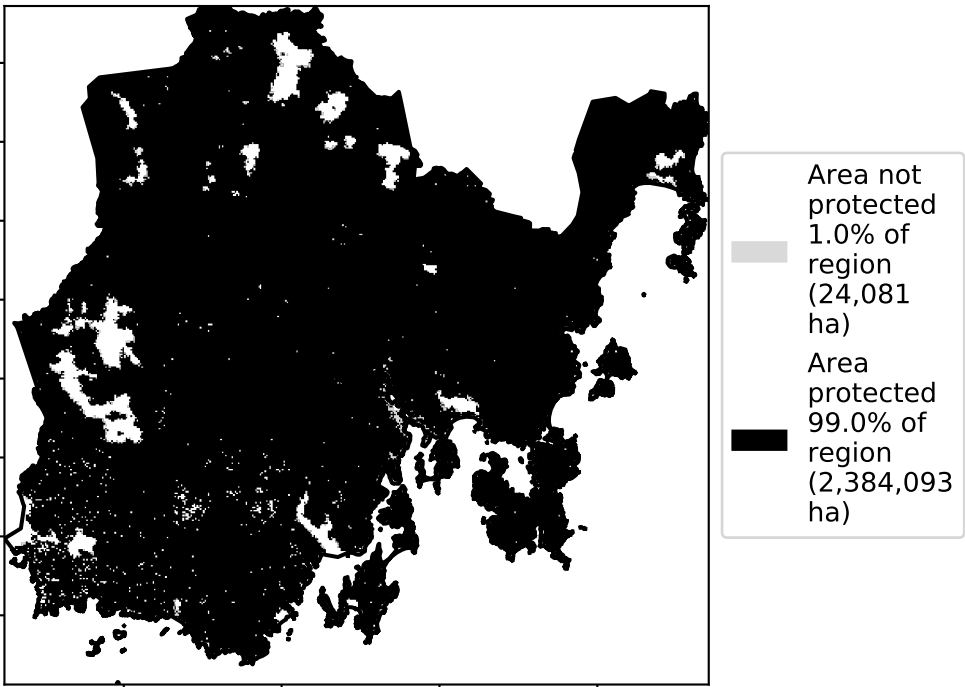 Area not
protected
1.0% of
region
(24,081
ha)
Area
protected
99.0% of
region
(2,384,093
ha)